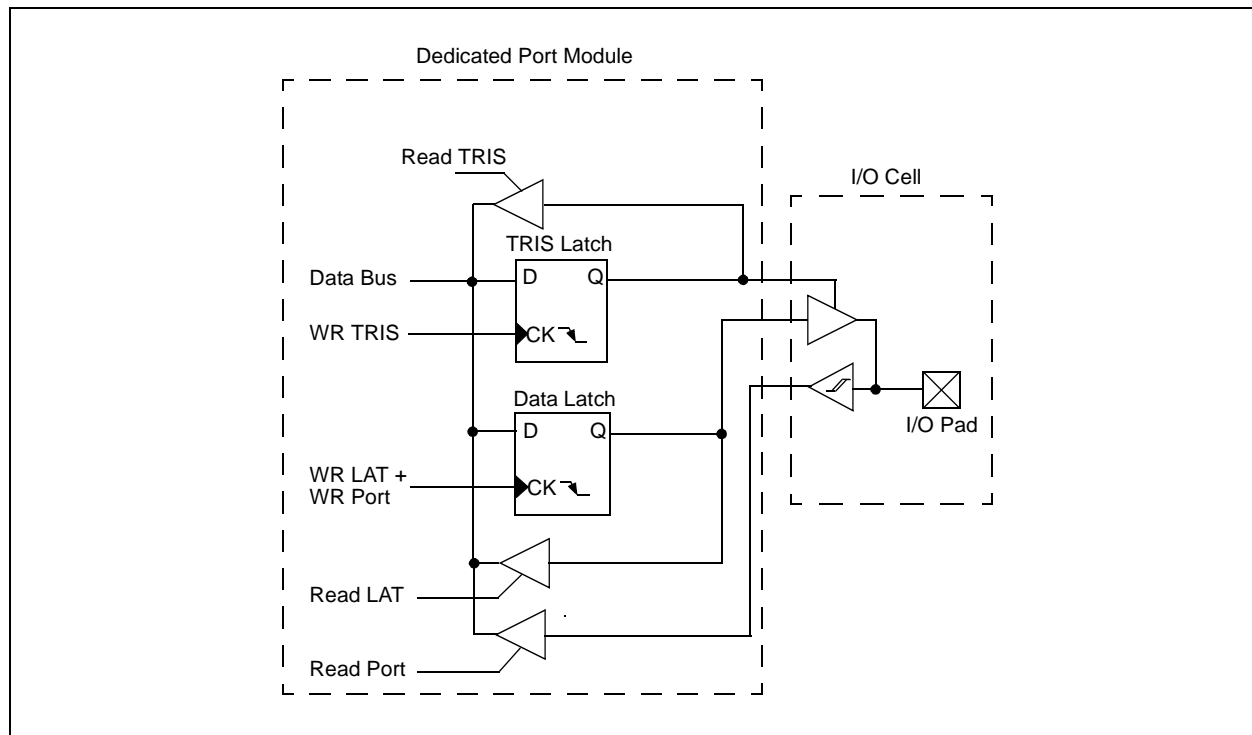 Dedicated Port Module
Read TRIS
I/O Cell
TRIS Latch
Data Bus
D
Q
WR TRIS
CK
Data Latch
I/O Pad
D
Q
WR LAT +
WR Port
CK
Read LAT
Read Port